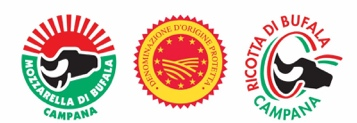 MOZZARELLA DI BUFALA
CAMPANA
DENOMINAZIONE D'ORIGINE PROTETTA
RICOTTA DI BUFALA
CAMPANA